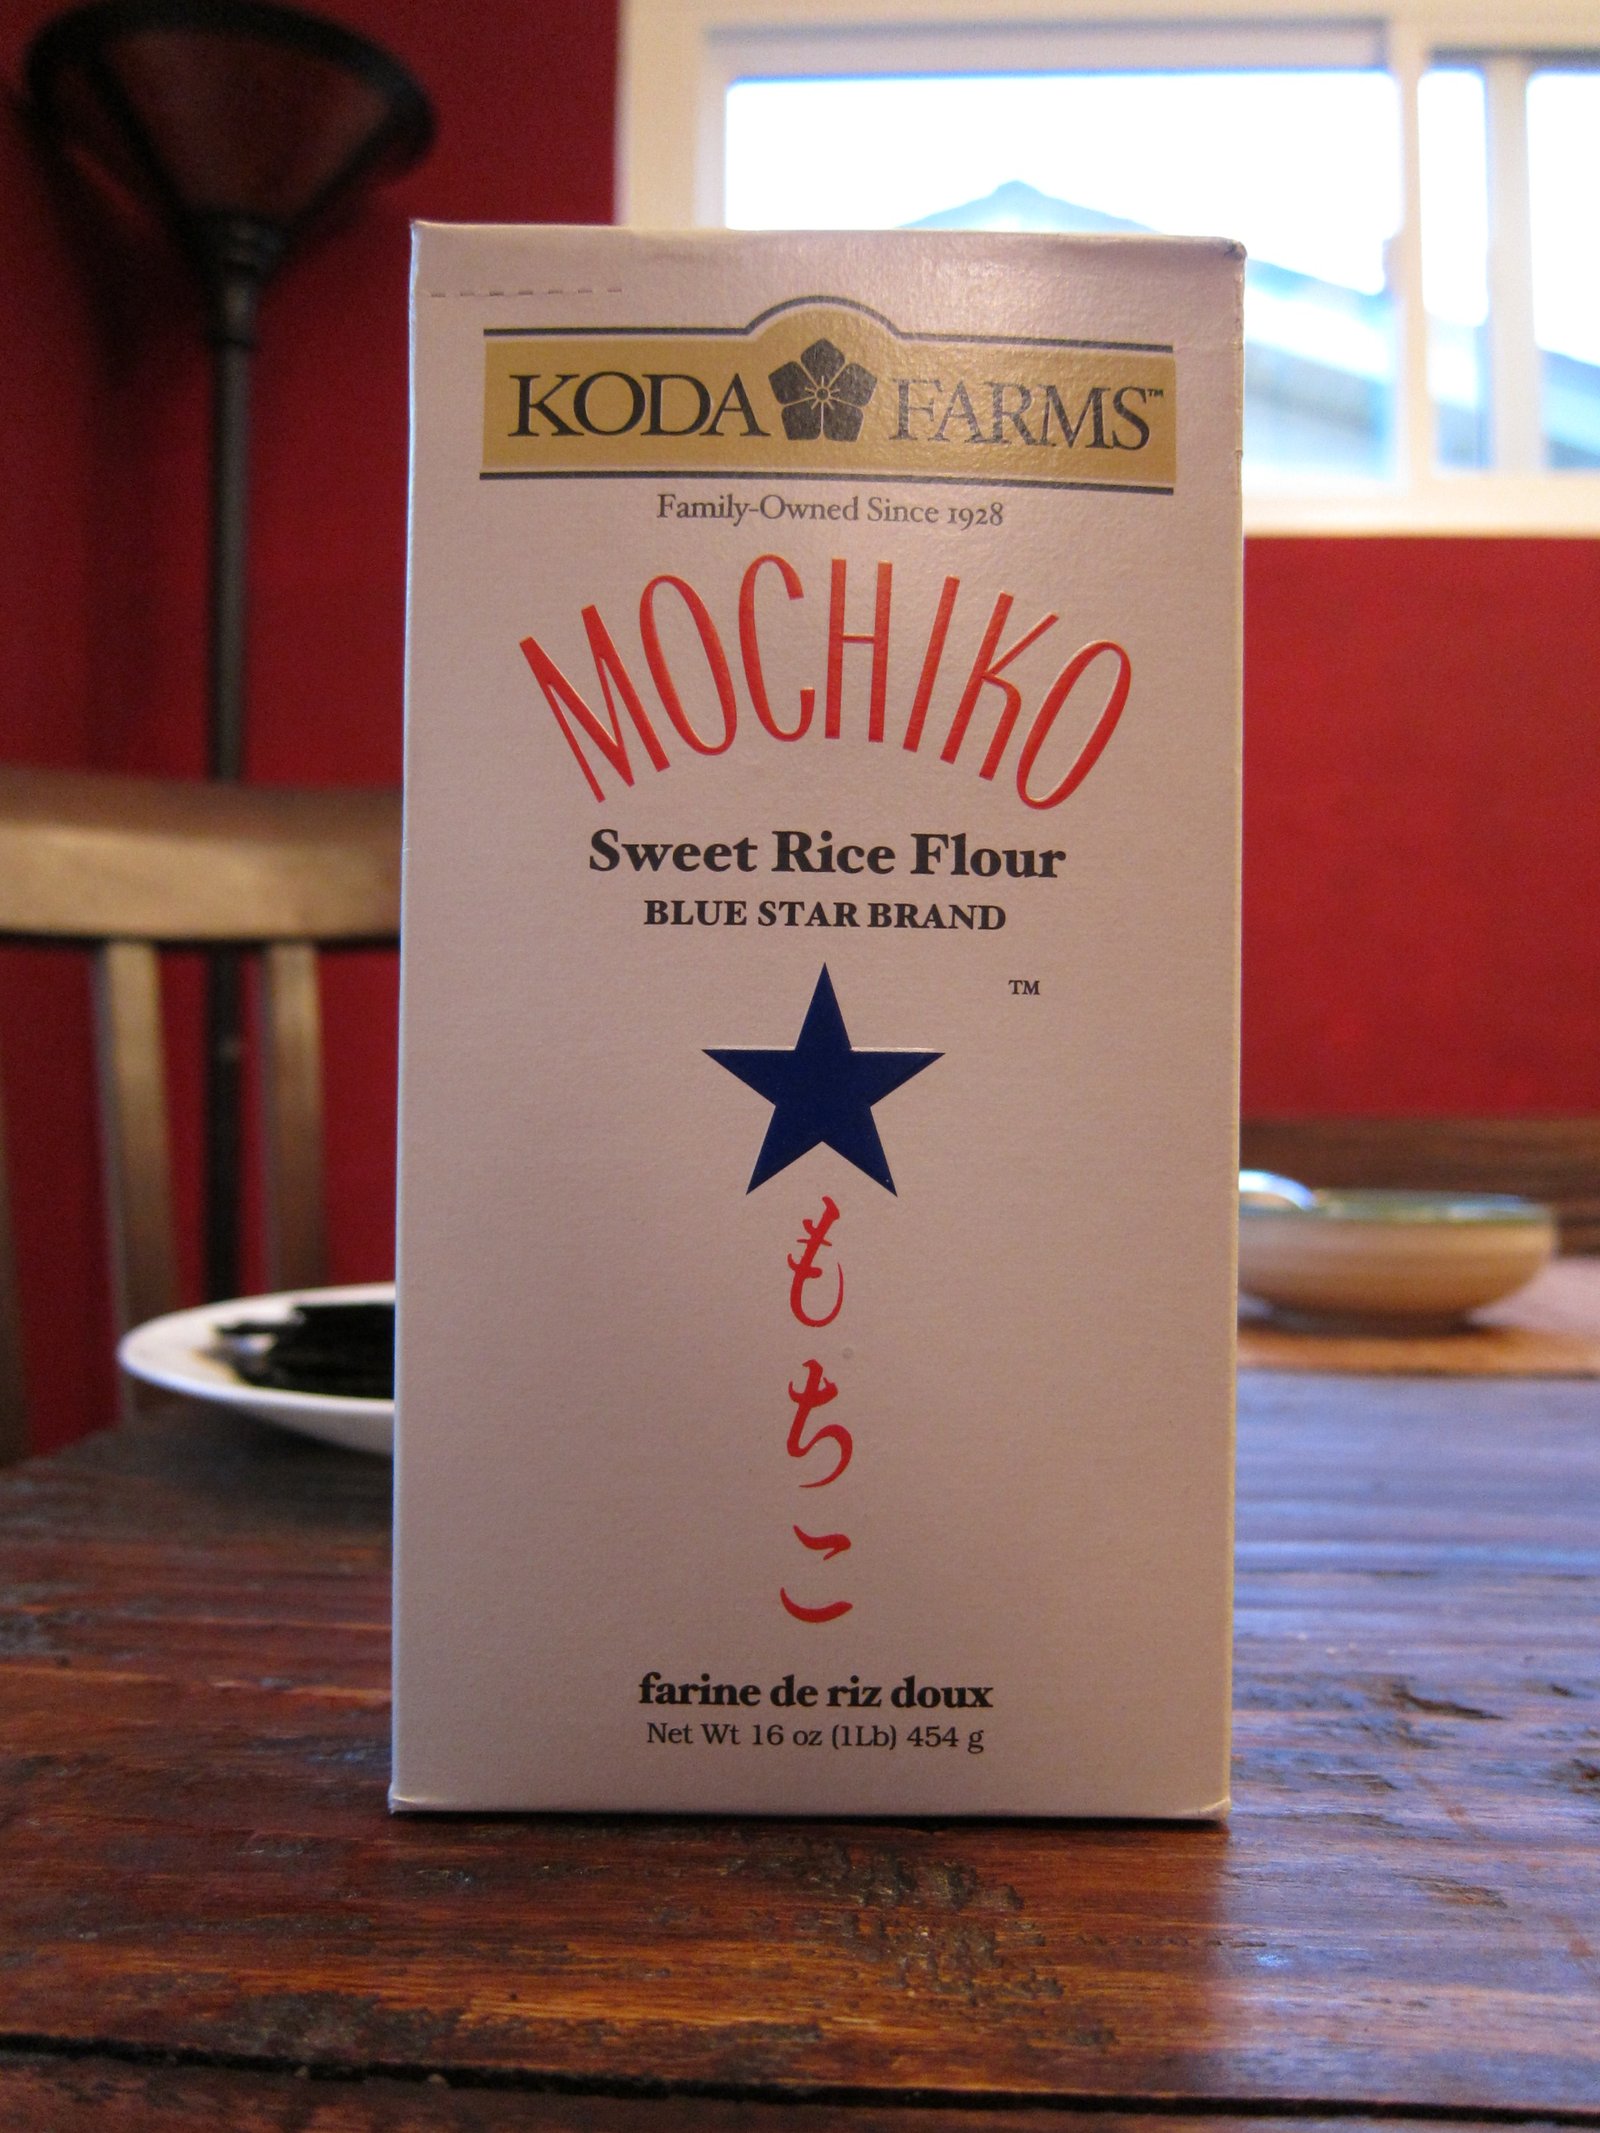 KODA FARMS™
Family-Owned Since 1928
MOCHIKO
Sweet Rice Flour
BLUE STAR BRAND
TM
もちこ
farine de riz doux
Net Wt 16 oz (1Lb) 454 g